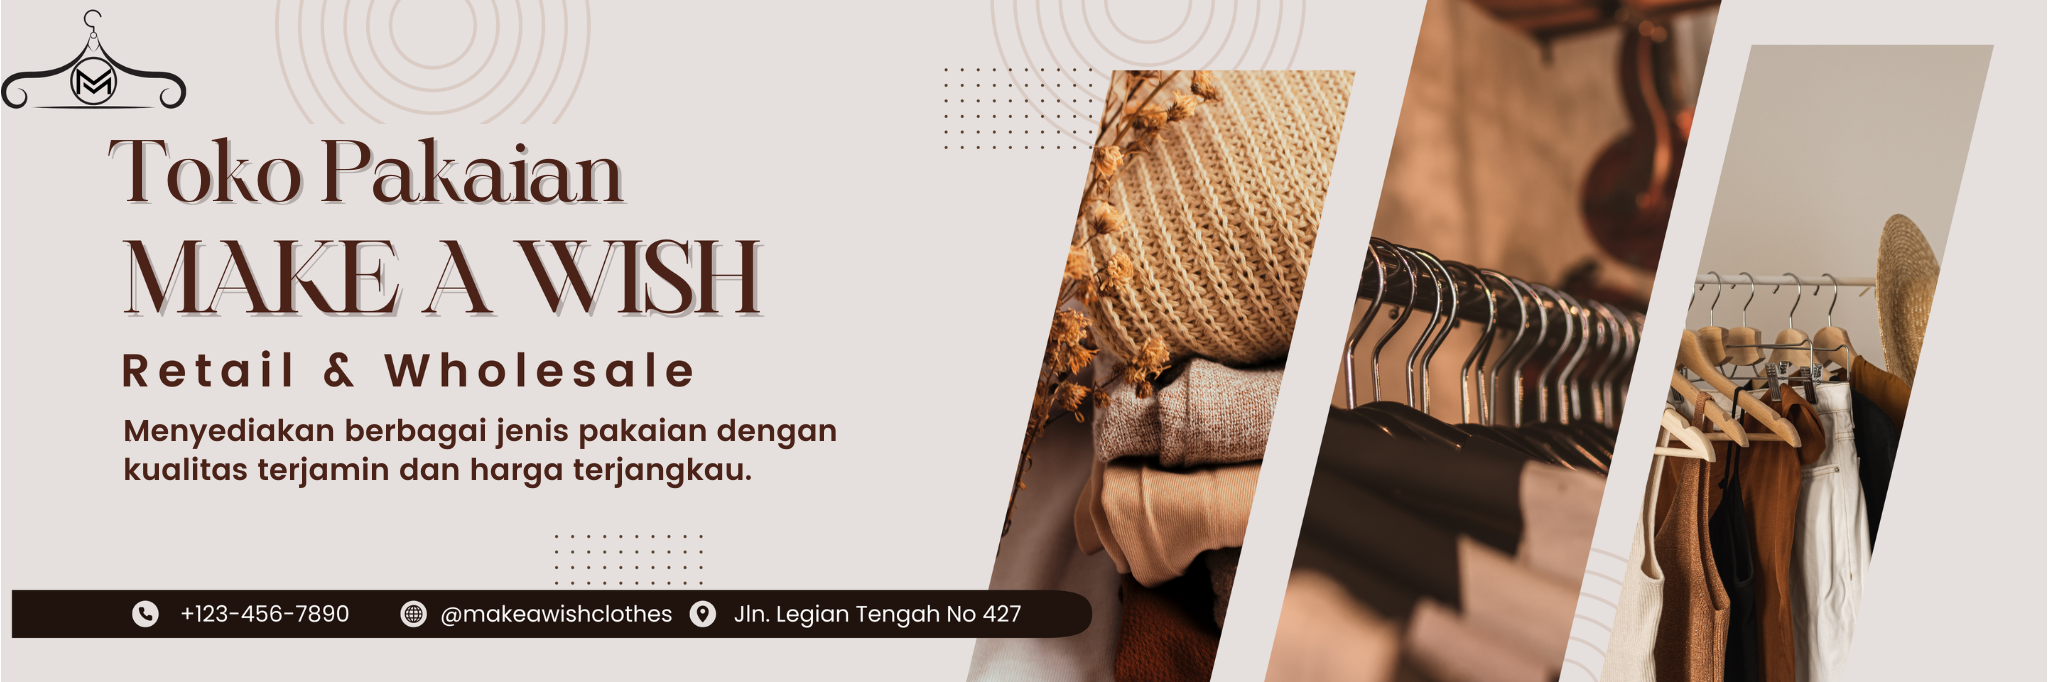 M
Toko Pakaian
MAKE A WISH
Retail & Wholesale
Menyediakan berbagai jenis pakaian dengan
kualitas terjamin dan harga terjangkau.
+123-456-7890 @makeawishclothes Jln. Legian Tengah No 427